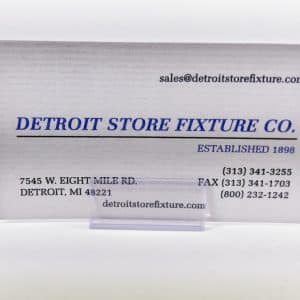 sales@detroitstorefixture.com
DETROIT STORE FIXTURE CO.
ESTABLISHED 1898
(313) 341-3255
7545 W. EIGHT MILE RD. FAX (313) 341-1703
DETROIT, MI 48221 (800) 232-1242
detroitstorefixture.com